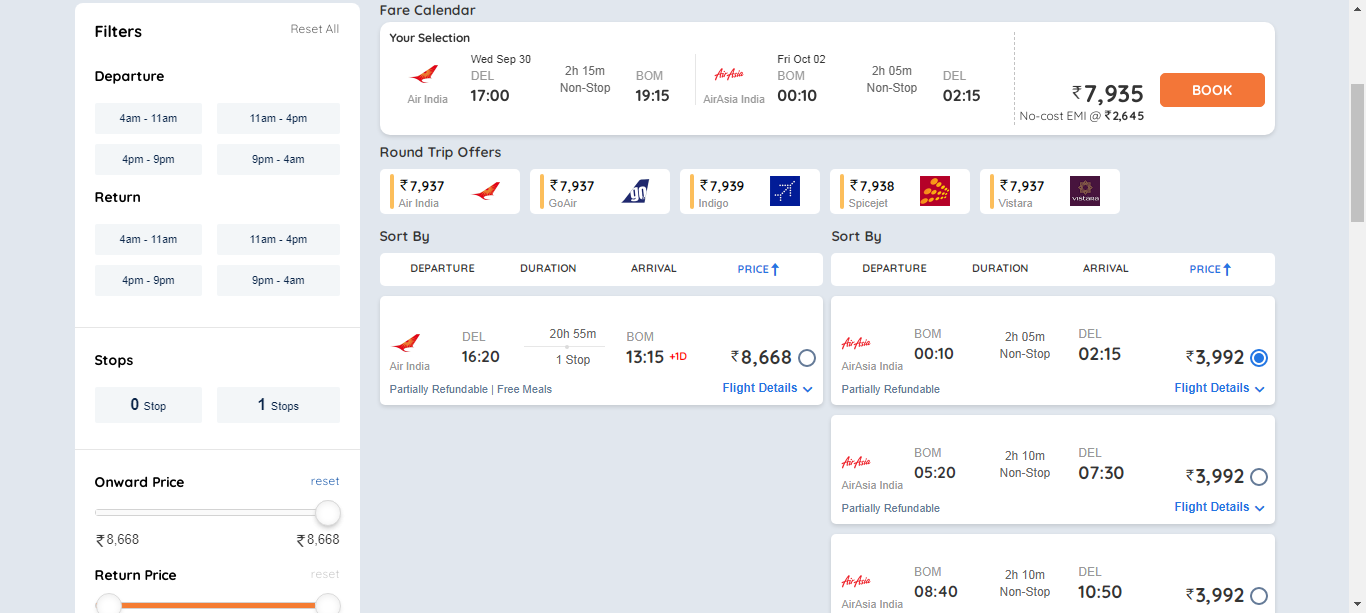 Filters
Reset All
Departure
4am - 11am
11am - 4pm
4pm - 9pm
9pm - 4am
Return
4am - 11am
11am - 4pm
4pm - 9pm
9pm - 4am
Stops
0 Stop
1 Stops
Onward Price
reset
₹8,668
₹8,668
Return Price
reset
Fare Calendar
Your Selection
Air India
Wed Sep 30
DEL
17:00
2h 15m
Non-Stop
BOM
19:15
AirAsia
AirAsia India
Fri Oct 02
BOM
00:10
2h 05m
Non-Stop
DEL
02:15
₹7,935
No-cost EMI @ ₹2,645
BOOK
Round Trip Offers
₹7,937
Air India
₹7,937
GoAir
go
₹7,939
Indigo
₹7,938
Spicejet
₹7,937
Vistara
VISTARA
Sort By
DEPARTURE
DURATION
ARRIVAL
PRICE↑
Air India
DEL
16:20
20h 55m
1 Stop
BOM
13:15 +1D
₹8,668
Partially Refundable | Free Meals
Flight Details
Sort By
DEPARTURE
DURATION
ARRIVAL
PRICE↑
AirAsia
AirAsia India
BOM
00:10
2h 05m
Non-Stop
DEL
02:15
₹3,992
Partially Refundable
Flight Details
AirAsia
AirAsia India
BOM
05:20
2h 10m
Non-Stop
DEL
07:30
₹3,992
Partially Refundable
Flight Details
AirAsia
AirAsia India
BOM
08:40
2h 10m
Non-Stop
DEL
10:50
₹3,992